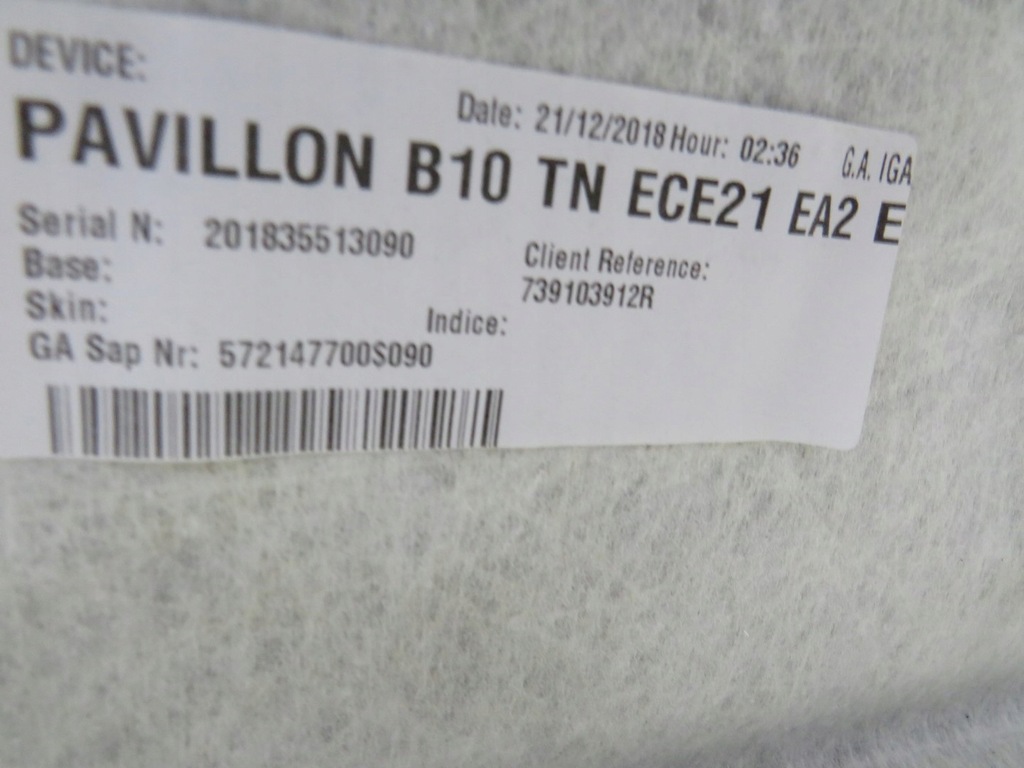 DEVICE:
Date: 21/12/2018 Hour: 02:36 G.A. IGA
PAVILLON B10 TN ECE21 EA2 E
Serial N: 201835513090
Client Reference:
739103912R
Base:
Skin:
Indice:
GA Sap Nr: 572147700S090